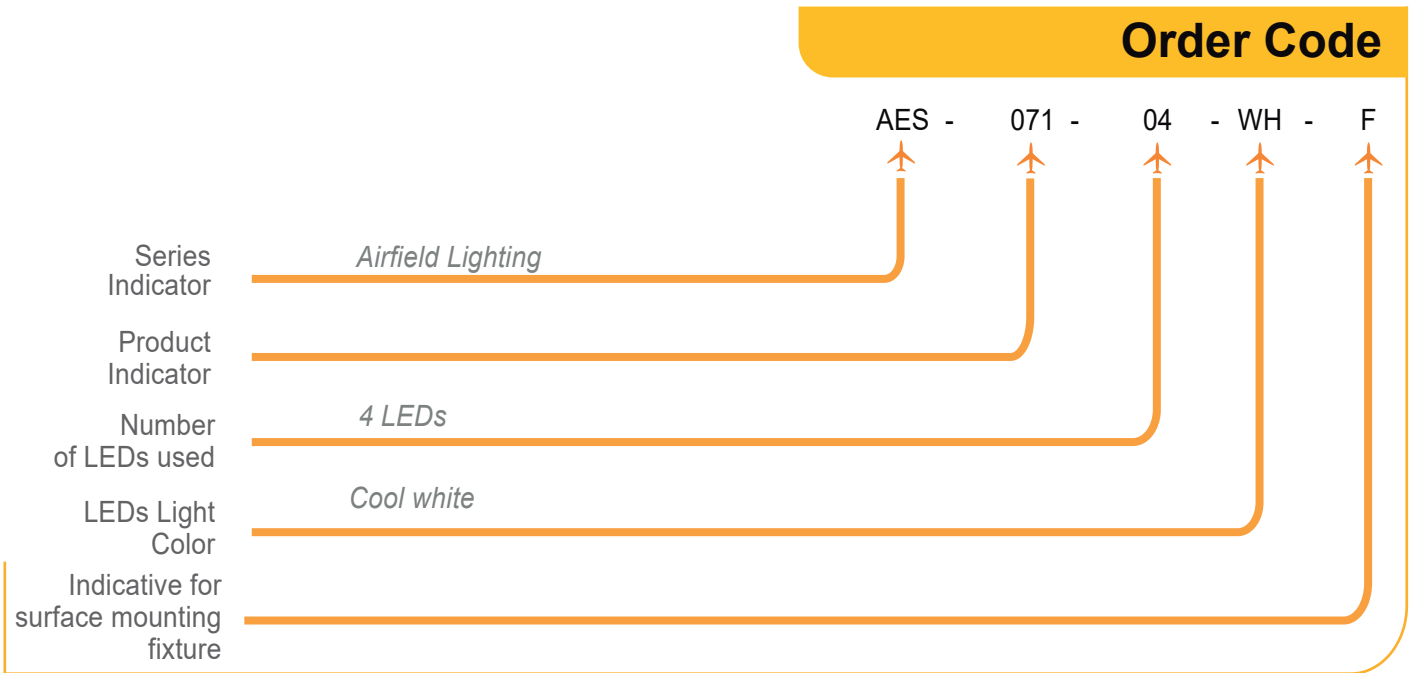 Order Code
AES - 071 - 04 - WH - F
Series
Indicator
Airfield Lighting
Product
Indicator
Number
of LEDs used
4 LEDs
LEDs Light
Color
Cool white
Indicative for
surface mounting
fixture